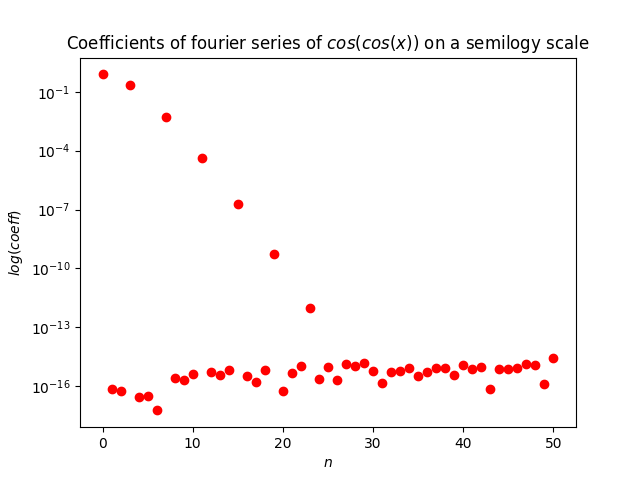 Coefficients of fourier series of cos(cos(x)) on a semilogy scale
10⁻¹
10⁻⁴
10⁻⁷
10⁻¹⁰
10⁻¹³
10⁻¹⁶
log(coeff)
0 10 20 30 40 50
n